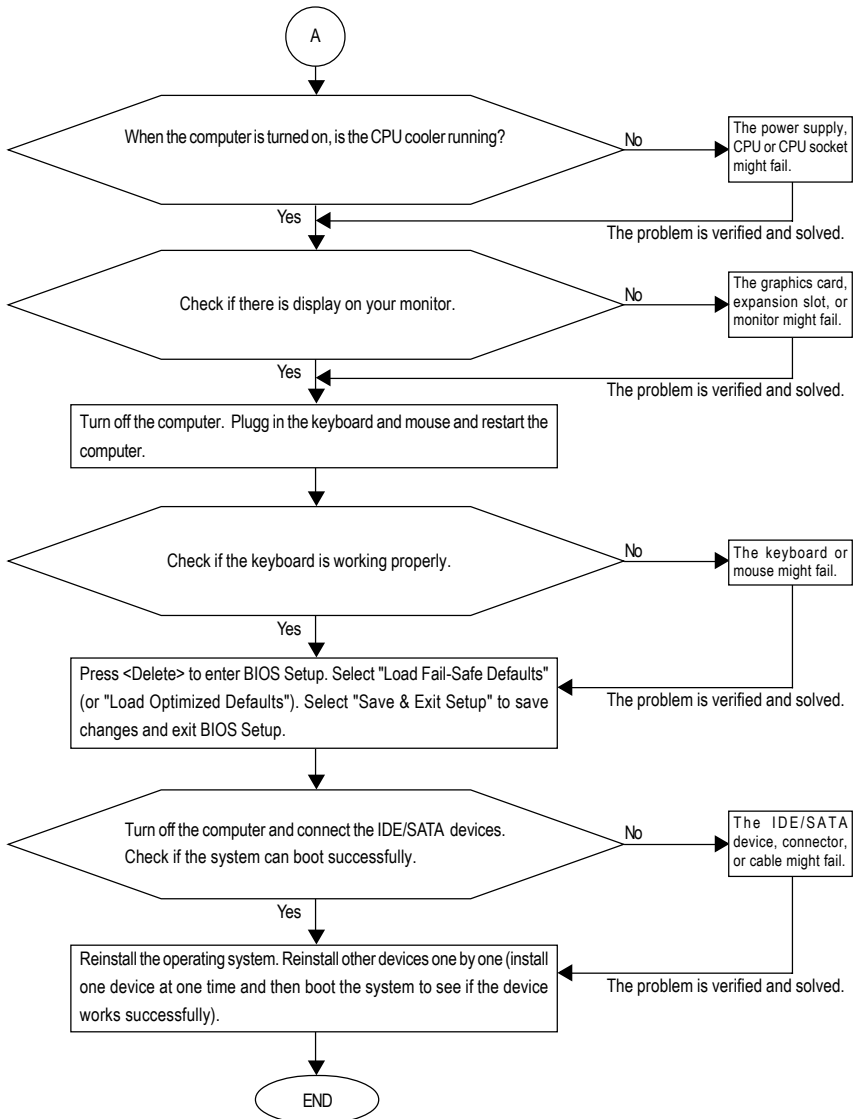 A
When the computer is turned on, is the CPU cooler running?
No
The power supply,
CPU or CPU socket
might fail.
Yes
The problem is verified and solved.
Check if there is display on your monitor.
No
The graphics card,
expansion slot, or
monitor might fail.
Yes
The problem is verified and solved.
Turn off the computer. Plugg in the keyboard and mouse and restart the
computer.
Check if the keyboard is working properly.
No
The keyboard or
mouse might fail.
Yes
Press <Delete> to enter BIOS Setup. Select "Load Fail-Safe Defaults"
(or "Load Optimized Defaults"). Select "Save & Exit Setup" to save
changes and exit BIOS Setup.
The problem is verified and solved.
Turn off the computer and connect the IDE/SATA devices.
Check if the system can boot successfully.
No
The IDE/SATA
device, connector,
or cable might fail.
Yes
Reinstall the operating system. Reinstall other devices one by one (install
one device at one time and then boot the system to see if the device
works successfully).
The problem is verified and solved.
END